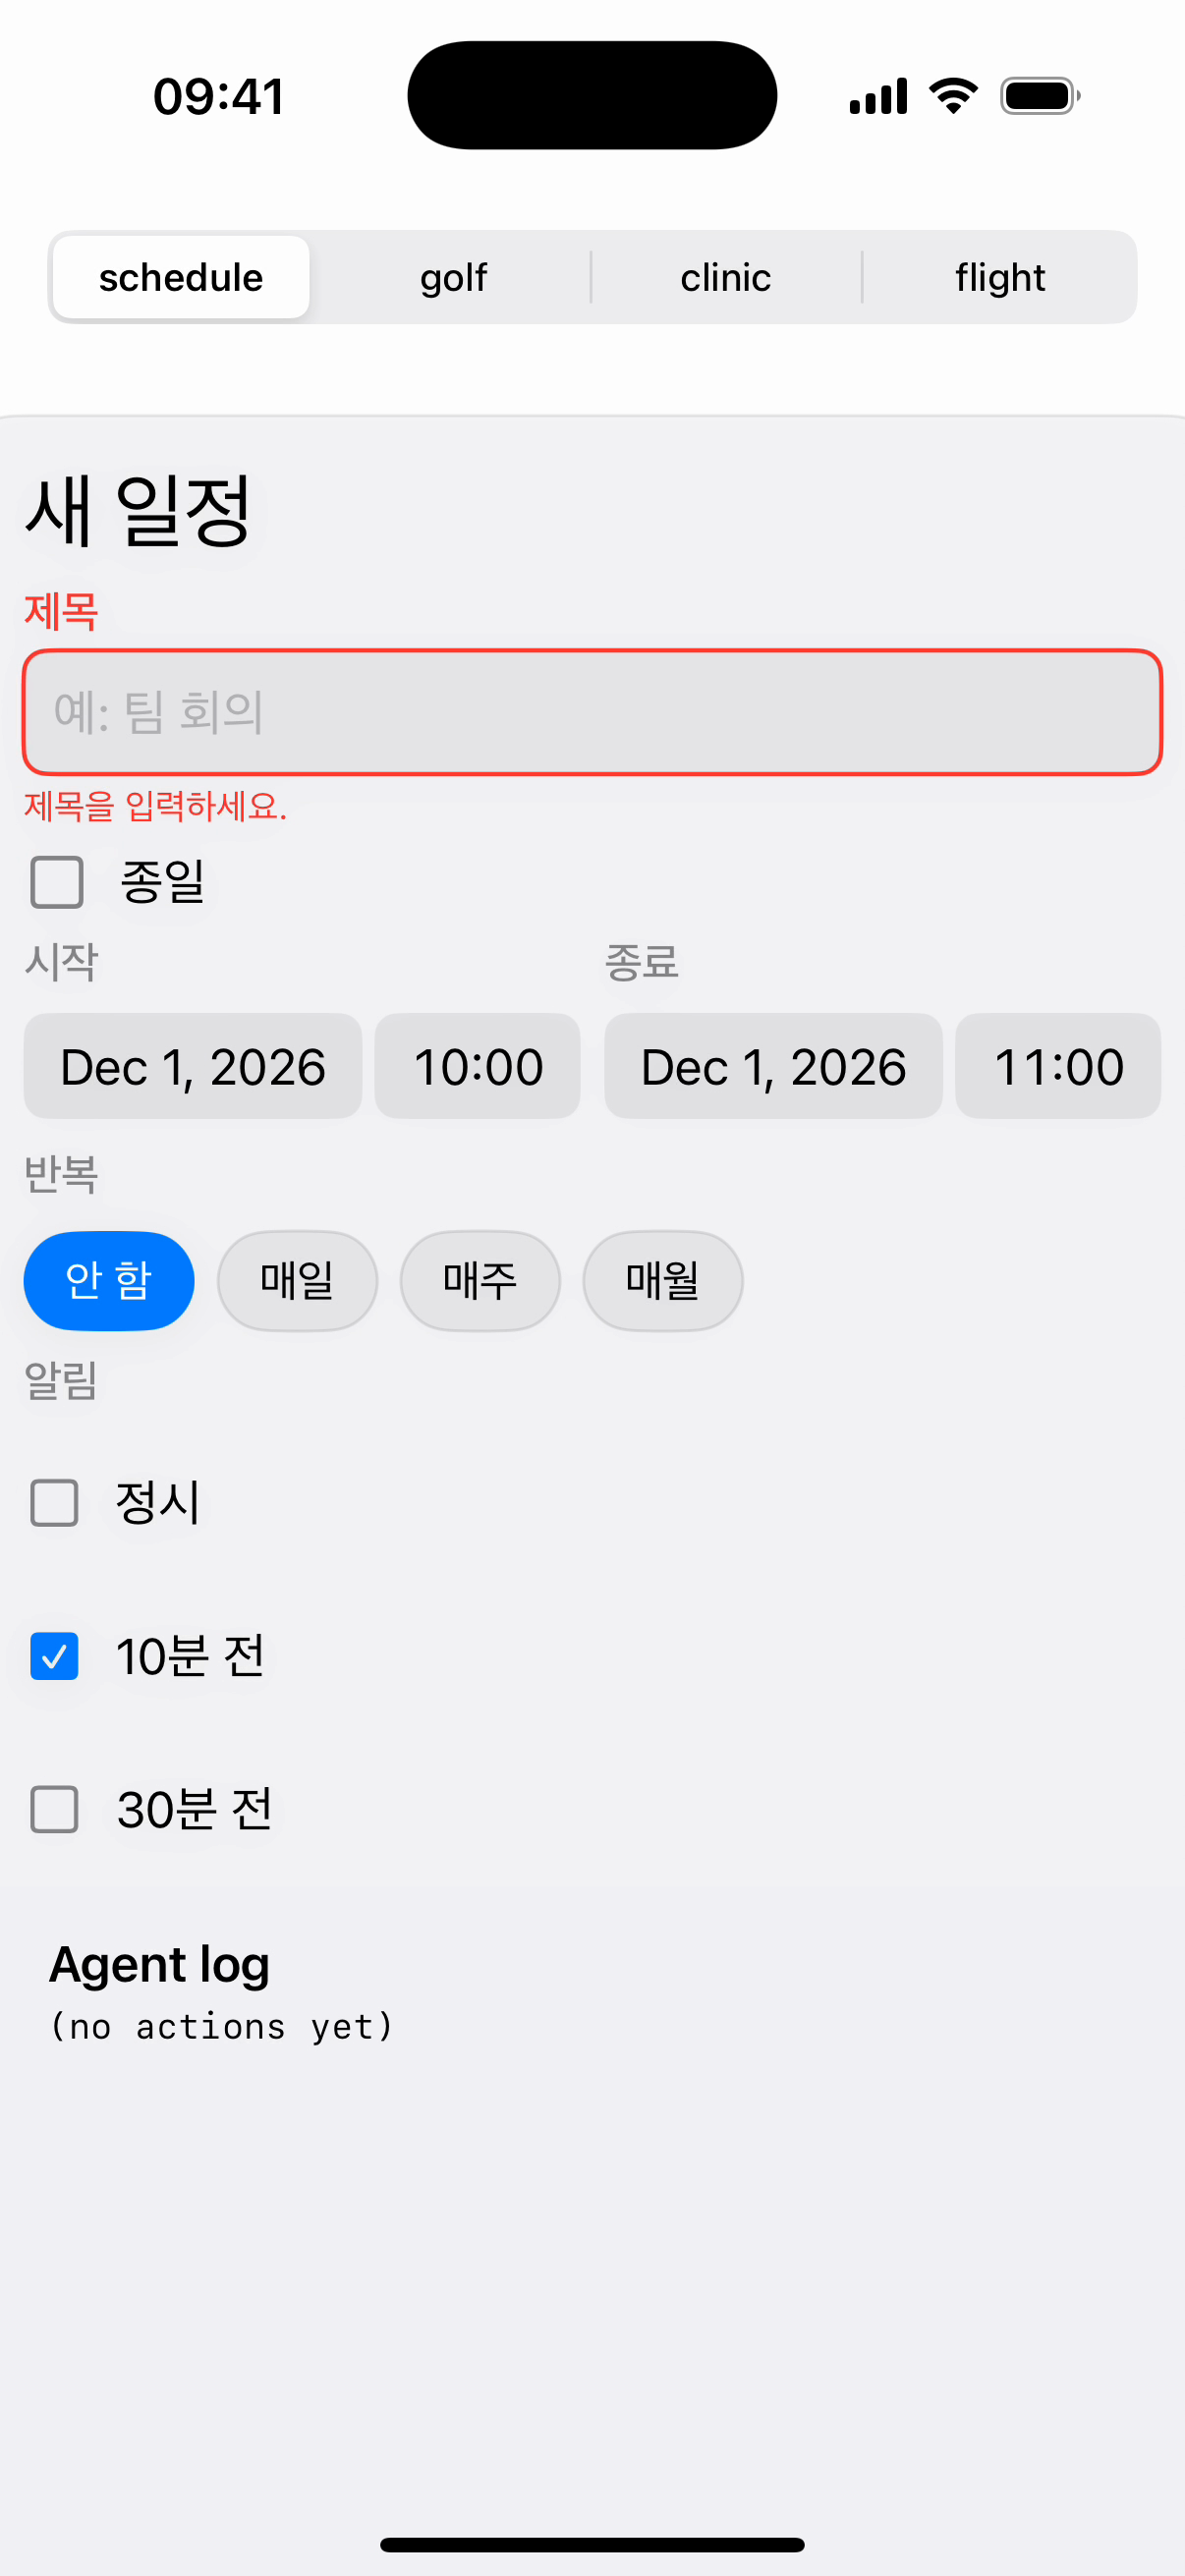 09:41
schedule golf clinic flight
새 일정
제목
예: 팀 회의
제목을 입력하세요.
종일
시작 종료
Dec 1, 2026 10:00 Dec 1, 2026 11:00
반복
안 함 매일 매주 매월
알림
정시
10분 전
30분 전
Agent log
(no actions yet)